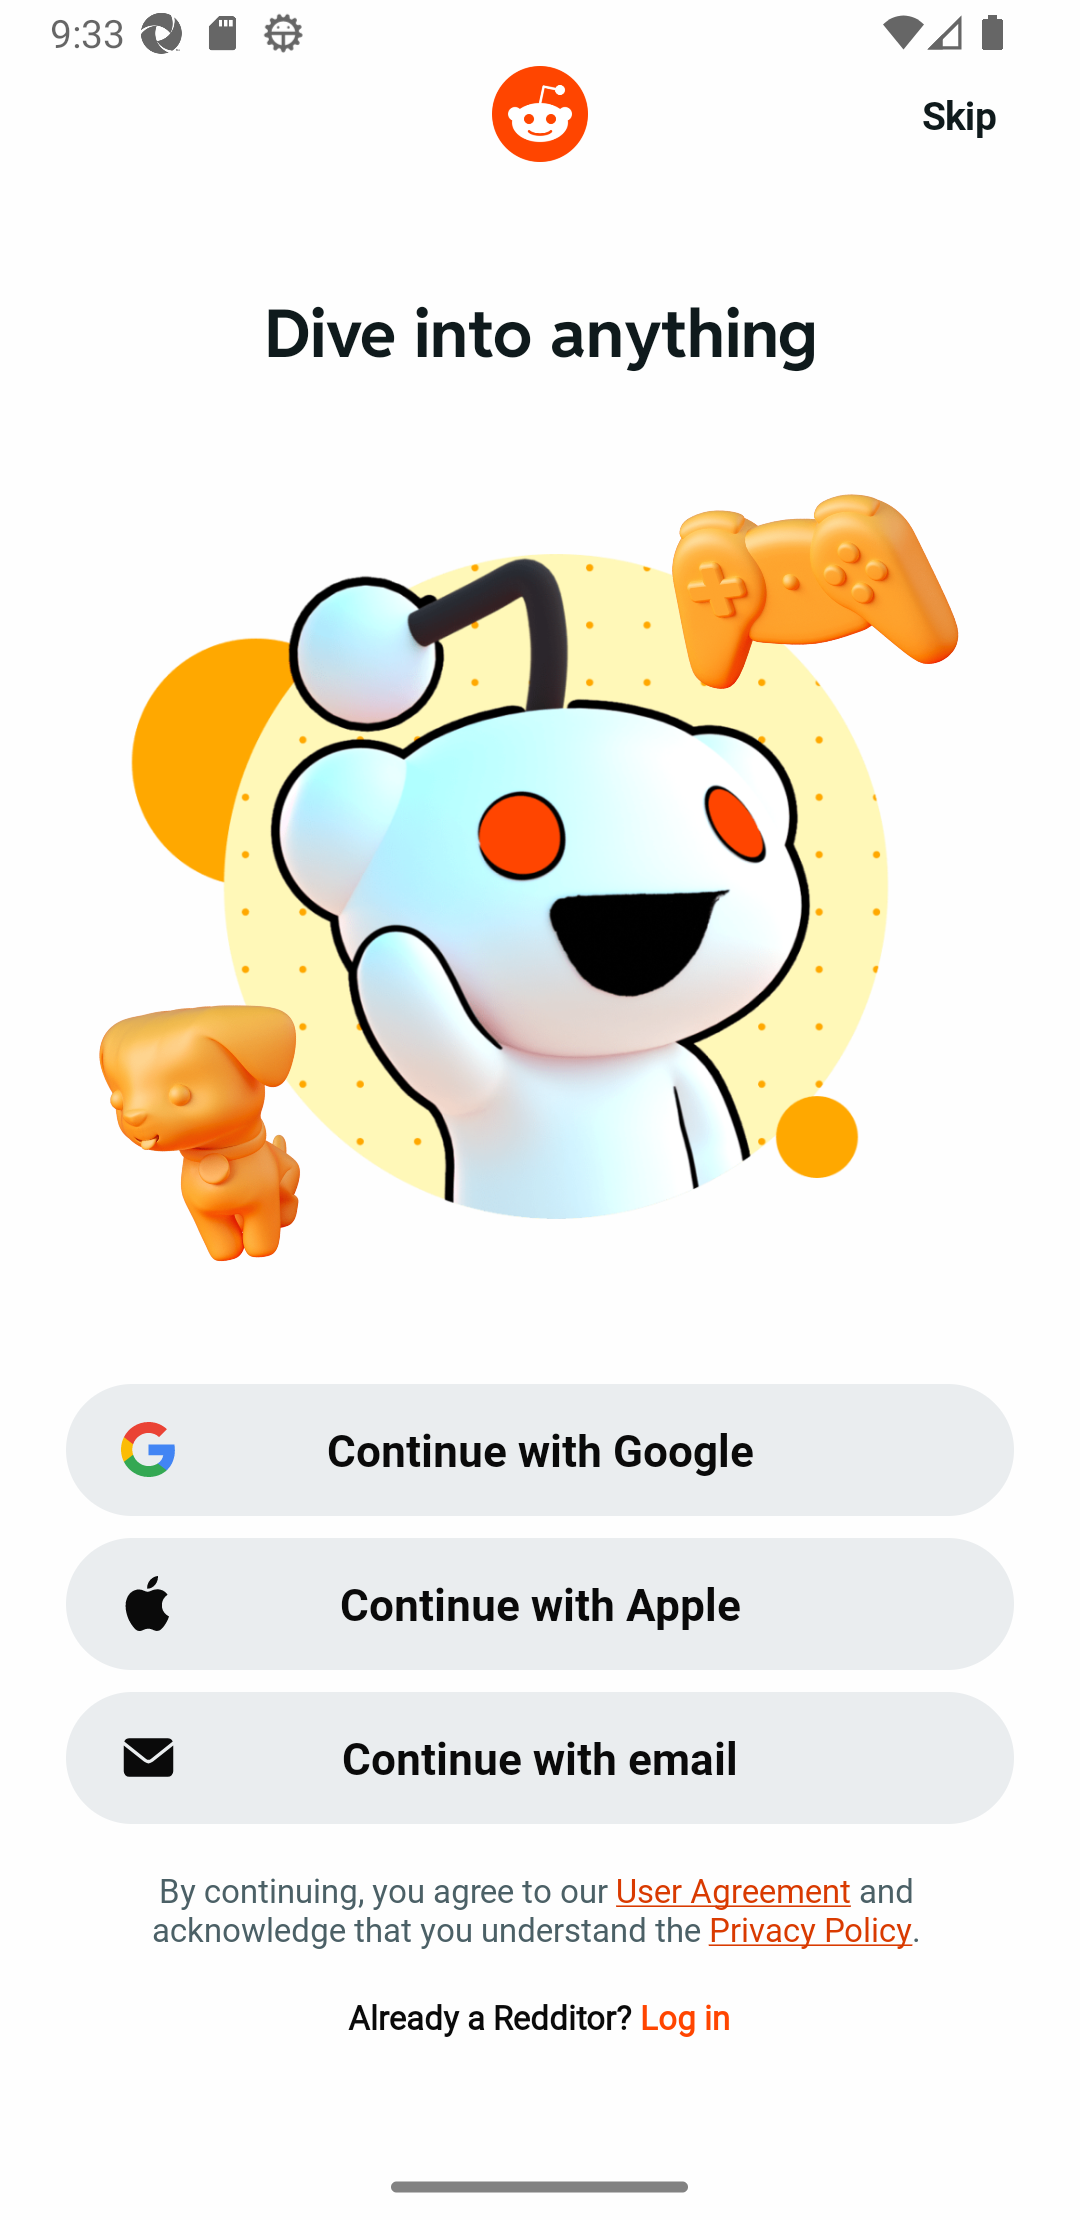 9:33
Skip
Dive into anything
Continue with Google
Continue with Apple
Continue with email
By continuing, you agree to our User Agreement and
acknowledge that you understand the Privacy Policy.
Already a Redditor? Log in